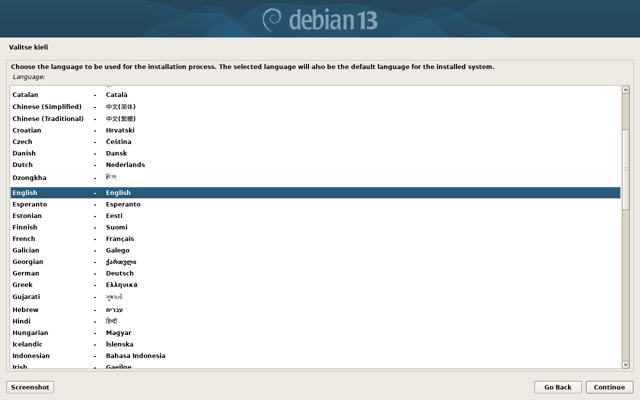 debian 13
Valitse kieli
Choose the language to be used for the installation process. The selected language will also be the default language for the installed system.
Language:
Catalan - Català
Chinese (Simplified) - 中文(简体)
Chinese (Traditional) - 中文(繁體)
Croatian - Hrvatski
Czech - Čeština
Danish - Dansk
Dutch - Nederlands
Dzongkha - རྫོང་ཁ
English - English
Esperanto - Esperanto
Estonian - Eesti
Finnish - Suomi
French - Français
Galician - Galego
Georgian - ქართული
German - Deutsch
Greek - Ελληνικά
Gujarati - ગુજરાતી
Hebrew - עברית
Hindi - हिन्दी
Hungarian - Magyar
Icelandic - Íslenska
Indonesian - Bahasa Indonesia
Irish - Gaeilge
Screenshot
Go Back
Continue